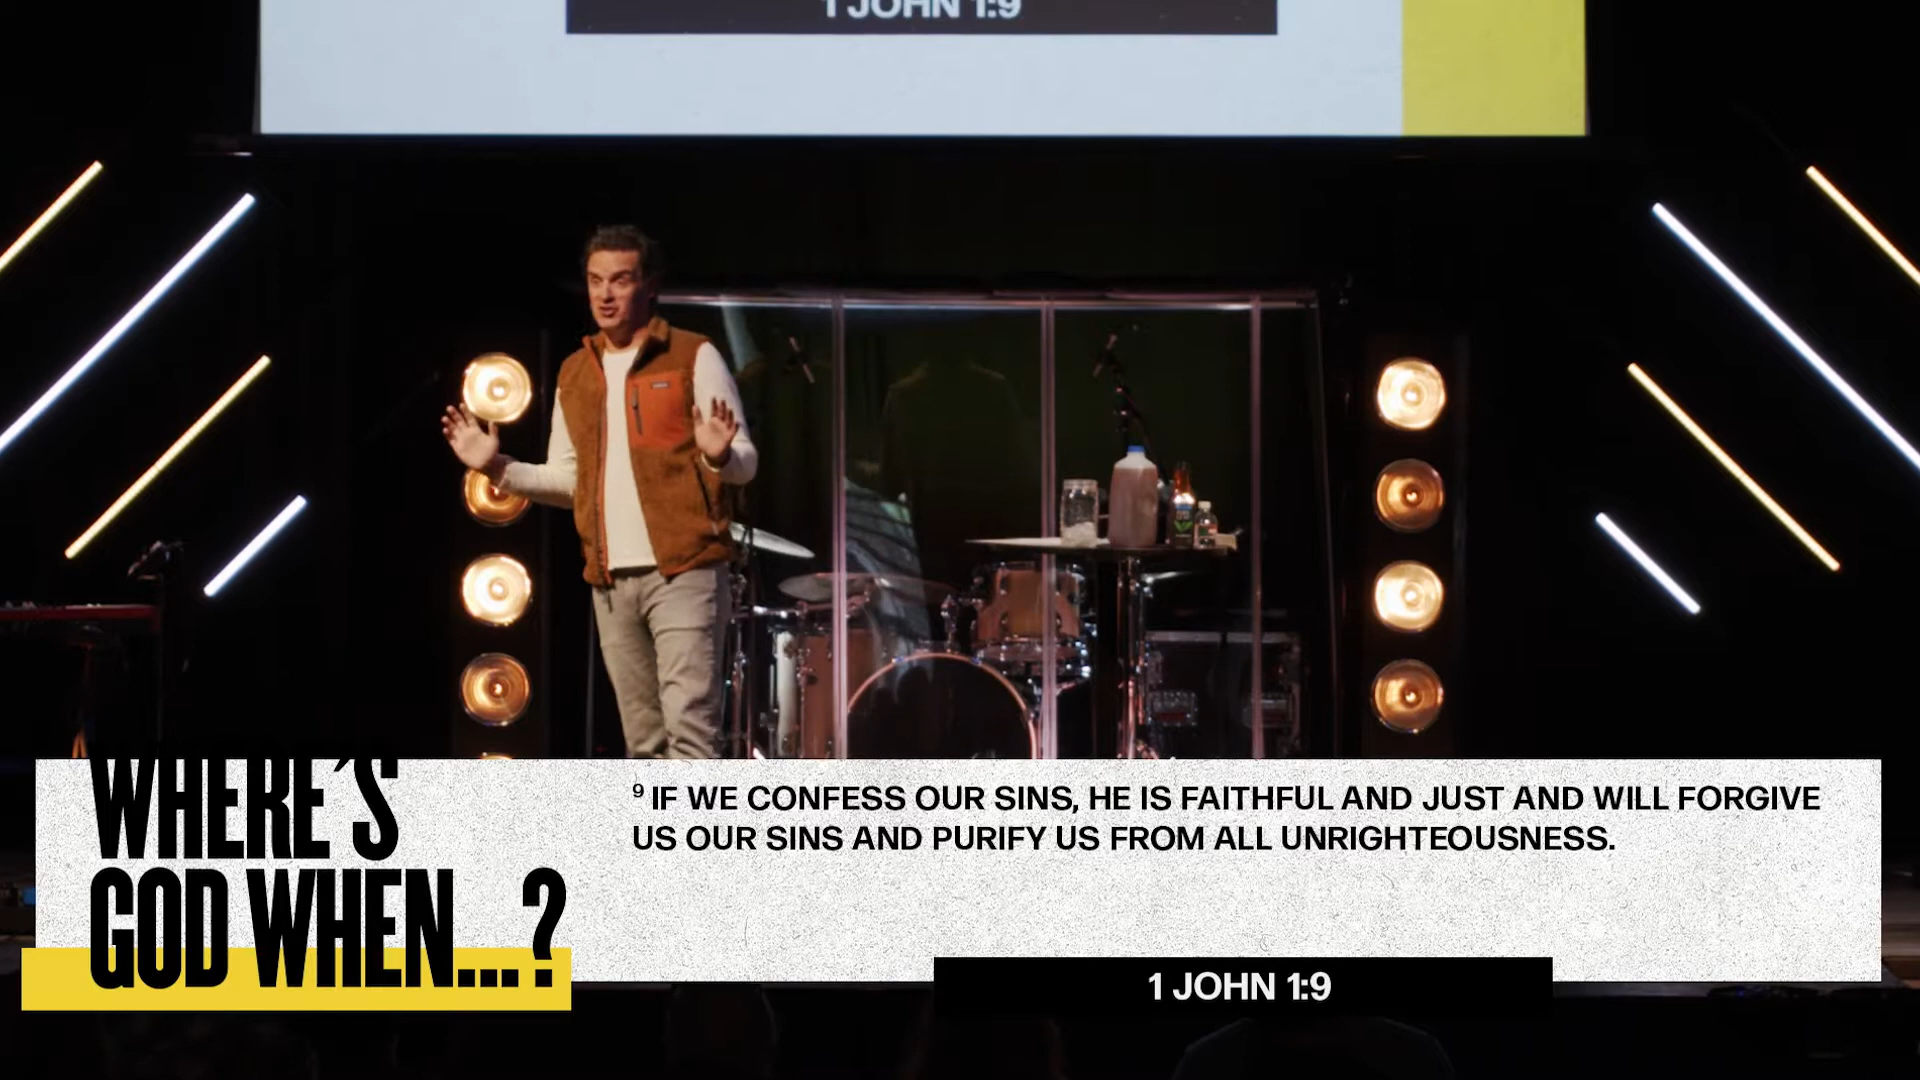 1 JOHN 1:9
WHERE'S
GOD WHEN...?
⁹ IF WE CONFESS OUR SINS, HE IS FAITHFUL AND JUST AND WILL FORGIVE
US OUR SINS AND PURIFY US FROM ALL UNRIGHTEOUSNESS.
1 JOHN 1:9